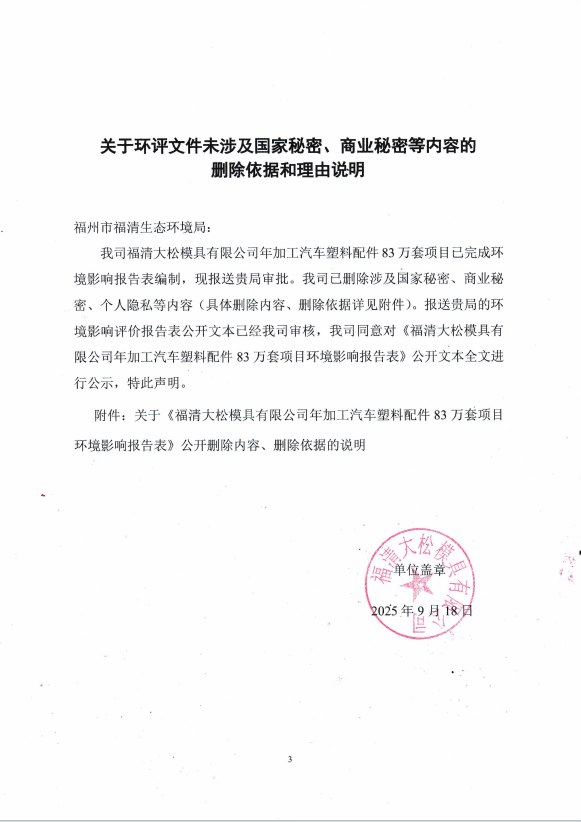 关于环评文件未涉及国家秘密、商业秘密等内容的
删除依据和理由说明
福州市福清生态环境局：
我司福清大松模具有限公司年加工汽车塑料配件 83 万套项目已完成环
境影响报告表编制，现报送贵局审批。我司已删除涉及国家秘密、商业秘
密、个人隐私等内容（具体删除内容、删除依据详见附件）。报送贵局的环
境影响评价报告表公开文本已经我司审核，我司同意对《福清大松模具有
限公司年加工汽车塑料配件 83 万套项目环境影响报告表》公开文本全文进
行公示，特此声明。
附件：关于《福清大松模具有限公司年加工汽车塑料配件 83 万套项目
环境影响报告表》公开删除内容、删除依据的说明
福清大松模具有限公司
单位盖章
2025 年 9 月 18 日
3